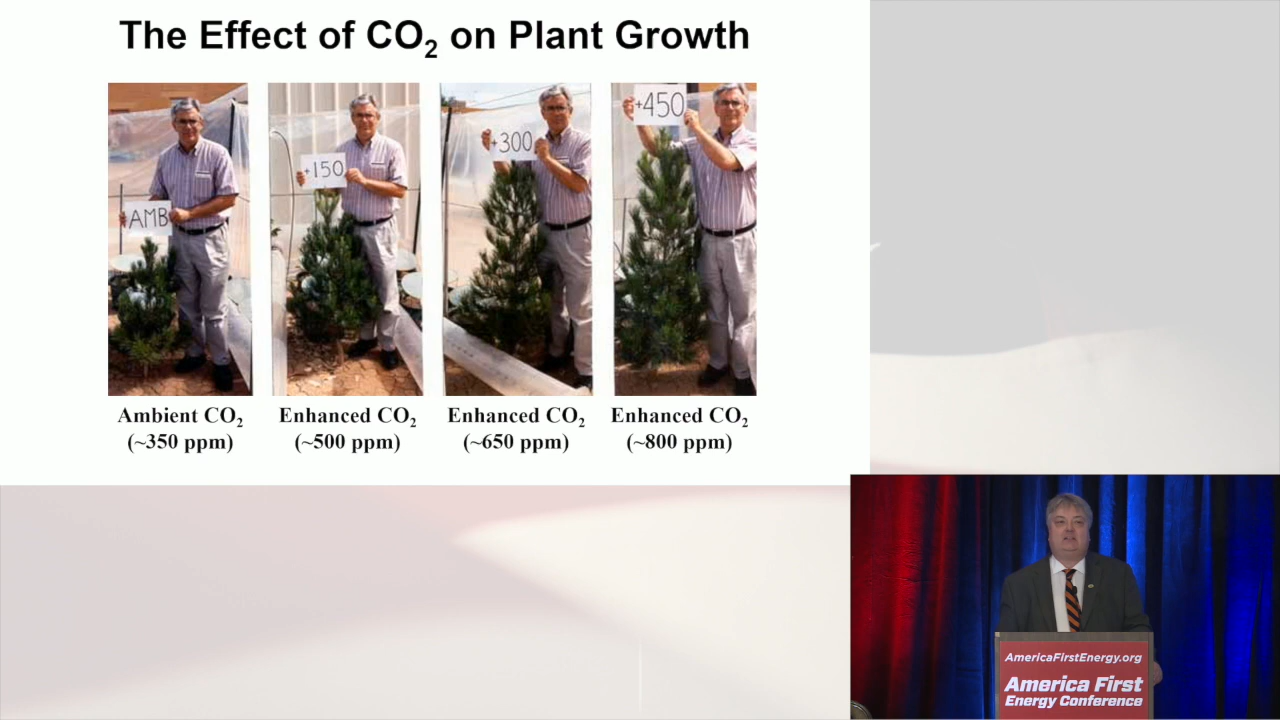 The Effect of CO₂ on Plant Growth
AMB
+150
+300
+450
Ambient CO₂
(~350 ppm)
Enhanced CO₂
(~500 ppm)
Enhanced CO₂
(~650 ppm)
Enhanced CO₂
(~800 ppm)
AmericaFirstEnergy.org
America First
Energy Conference